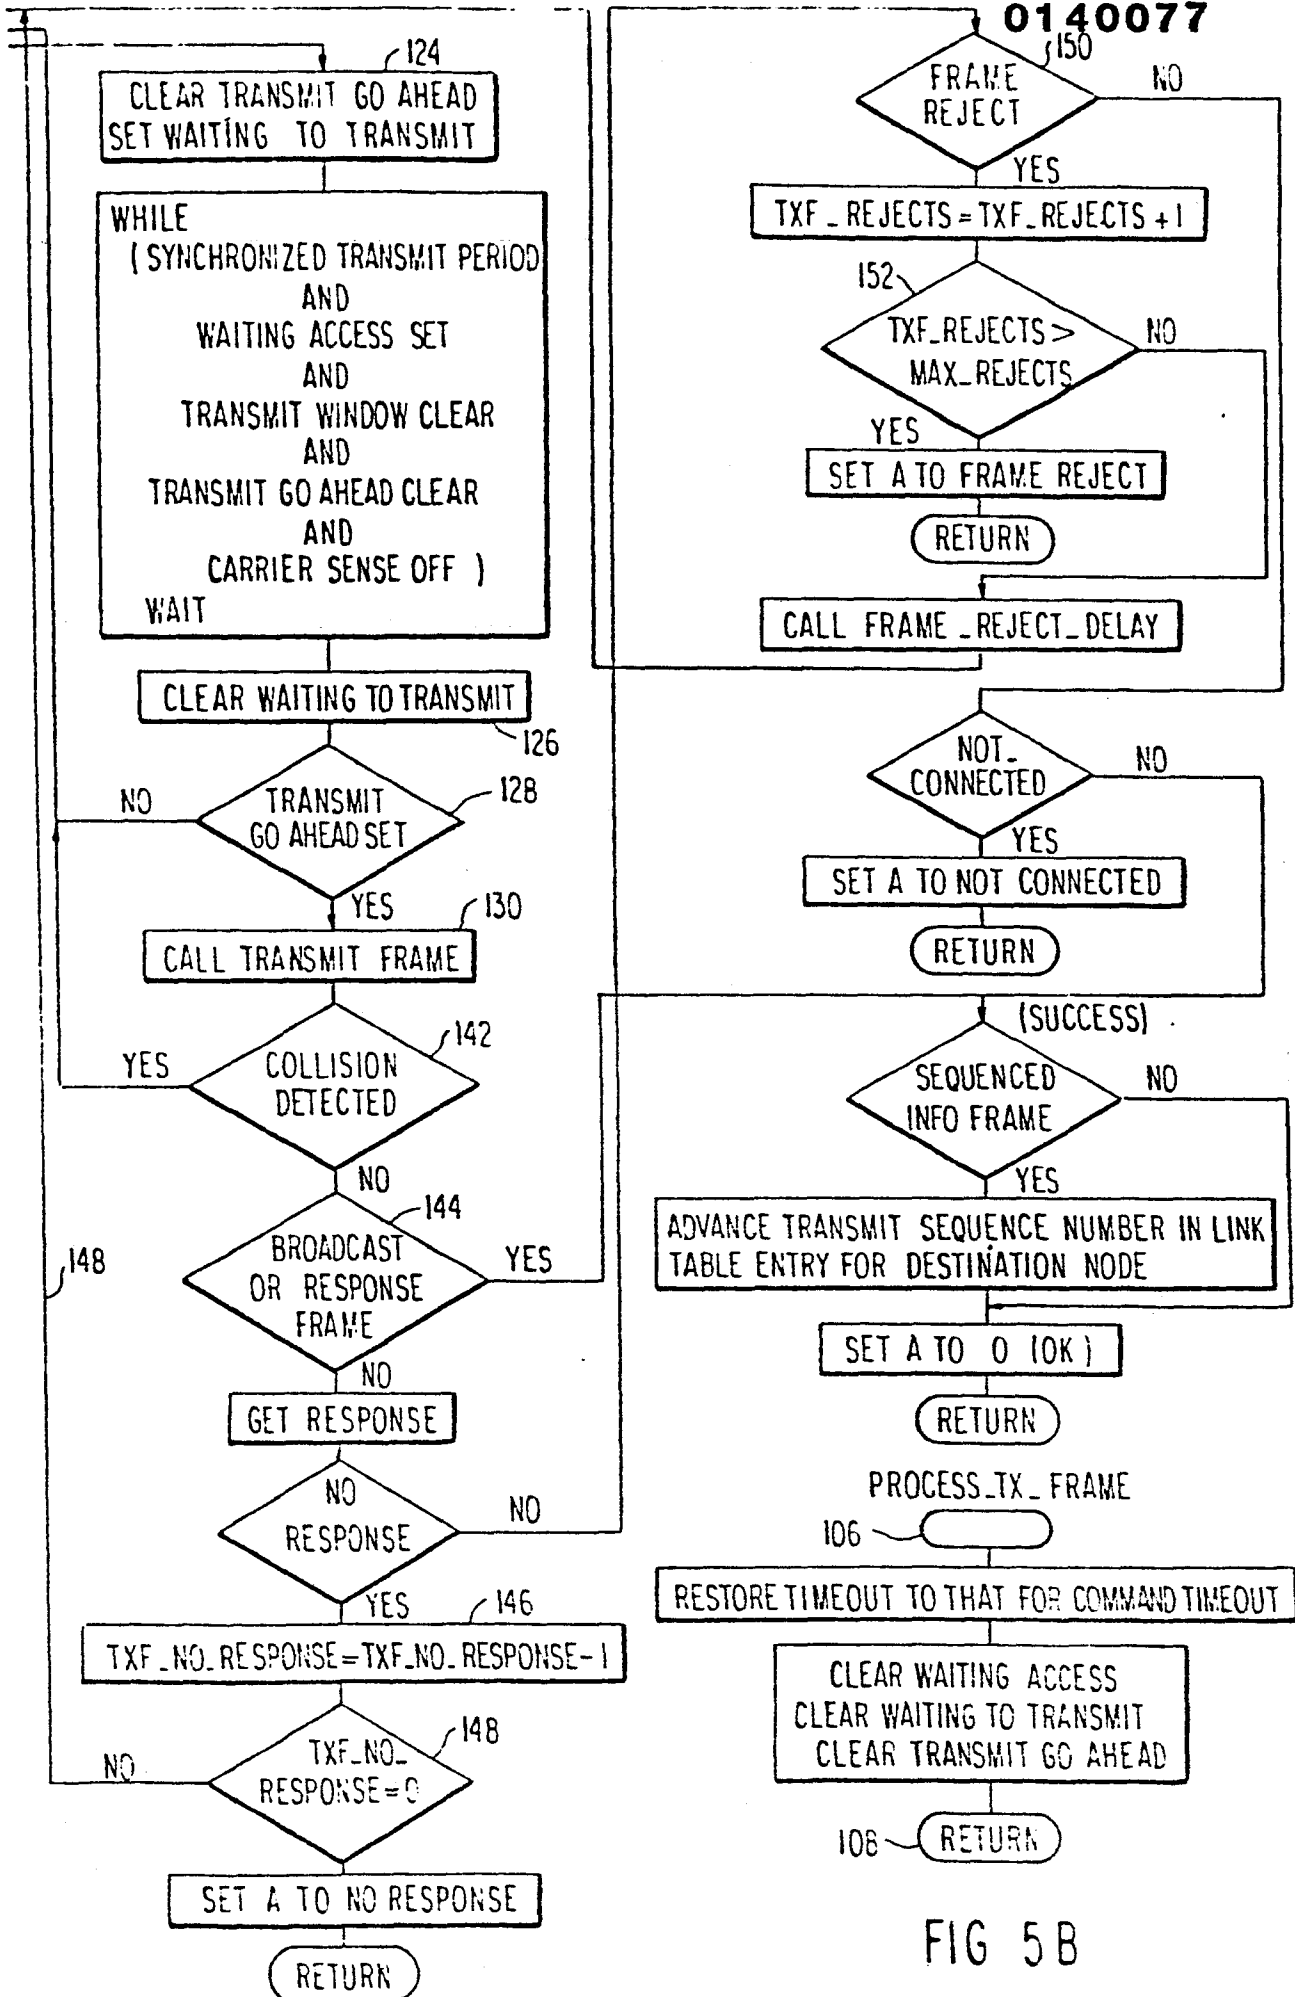 0140077
124
CLEAR TRANSMIT GO AHEAD
SET WAITING TO TRANSMIT
WHILE
(SYNCHRONIZED TRANSMIT PERIOD
AND
WAITING ACCESS SET
AND
TRANSMIT WINDOW CLEAR
AND
TRANSMIT GO AHEAD CLEAR
AND
CARRIER SENSE OFF )
WAIT
CLEAR WAITING TO TRANSMIT
126
TRANSMIT
GO AHEAD SET
128
NO
YES
130
CALL TRANSMIT FRAME
142
COLLISION
DETECTED
YES
NO
144
BROADCAST
OR RESPONSE
FRAME
YES
148
NO
GET RESPONSE
NO
RESPONSE
NO
YES
146
TXF_NO_RESPONSE=TXF_NO_RESPONSE-1
148
TXF_NO_
RESPONSE=0
NO
SET A TO NO RESPONSE
RETURN
150
FRAME
REJECT
NO
YES
TXF_REJECTS=TXF_REJECTS+1
152
TXF_REJECTS>
MAX_REJECTS
NO
YES
SET A TO FRAME REJECT
RETURN
CALL FRAME_REJECT_DELAY
NOT_
CONNECTED
NO
YES
SET A TO NOT CONNECTED
RETURN
(SUCCESS)
SEQUENCED
INFO FRAME
NO
YES
ADVANCE TRANSMIT SEQUENCE NUMBER IN LINK
TABLE ENTRY FOR DESTINATION NODE
SET A TO 0 (OK)
RETURN
PROCESS_TX_FRAME
106
RESTORE TIMEOUT TO THAT FOR COMMAND TIMEOUT
CLEAR WAITING ACCESS
CLEAR WAITING TO TRANSMIT
CLEAR TRANSMIT GO AHEAD
108
RETURN
FIG 5B